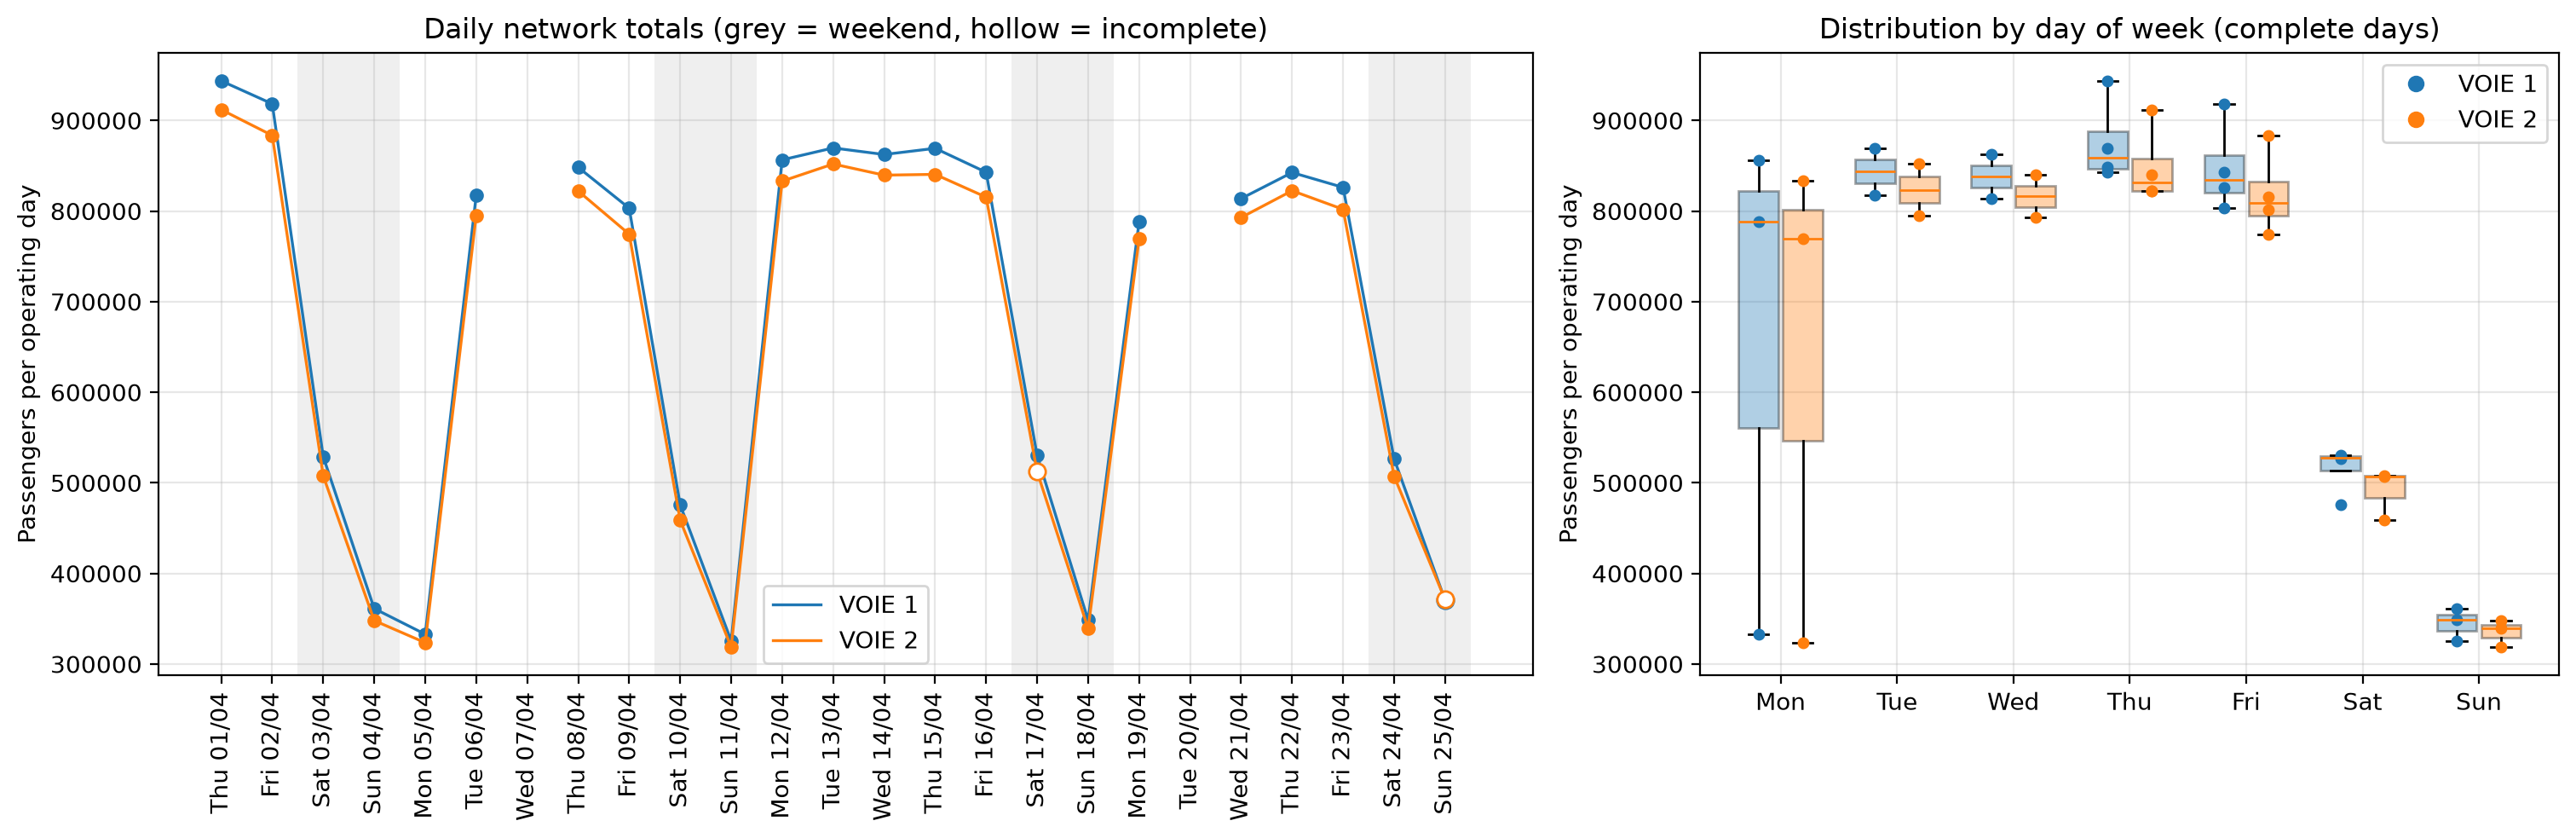 Daily network totals (grey = weekend, hollow = incomplete)
Passengers per operating day
900000
800000
700000
600000
500000
400000
300000
VOIE 1
VOIE 2
Thu 01/04
Fri 02/04
Sat 03/04
Sun 04/04
Mon 05/04
Tue 06/04
Wed 07/04
Thu 08/04
Fri 09/04
Sat 10/04
Sun 11/04
Mon 12/04
Tue 13/04
Wed 14/04
Thu 15/04
Fri 16/04
Sat 17/04
Sun 18/04
Mon 19/04
Tue 20/04
Wed 21/04
Thu 22/04
Fri 23/04
Sat 24/04
Sun 25/04
Distribution by day of week (complete days)
Passengers per operating day
900000
800000
700000
600000
500000
400000
300000
VOIE 1
VOIE 2
Mon
Tue
Wed
Thu
Fri
Sat
Sun